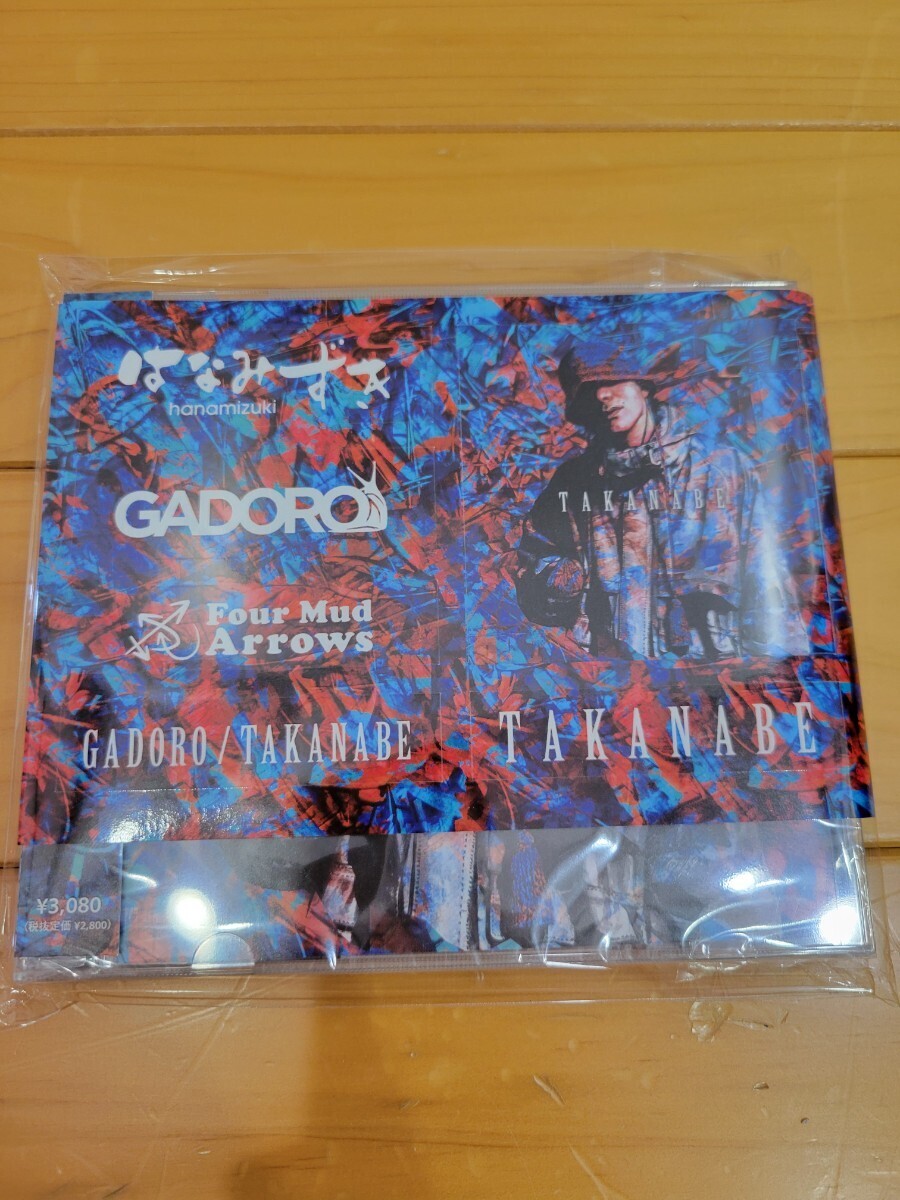 はなみずき
hanamizuki
GADORO
Four Mud
Arrows
GADORO/TAKANABE
TAKANABE
TAKANABE
¥3,080
(税抜定価 ¥2,800)